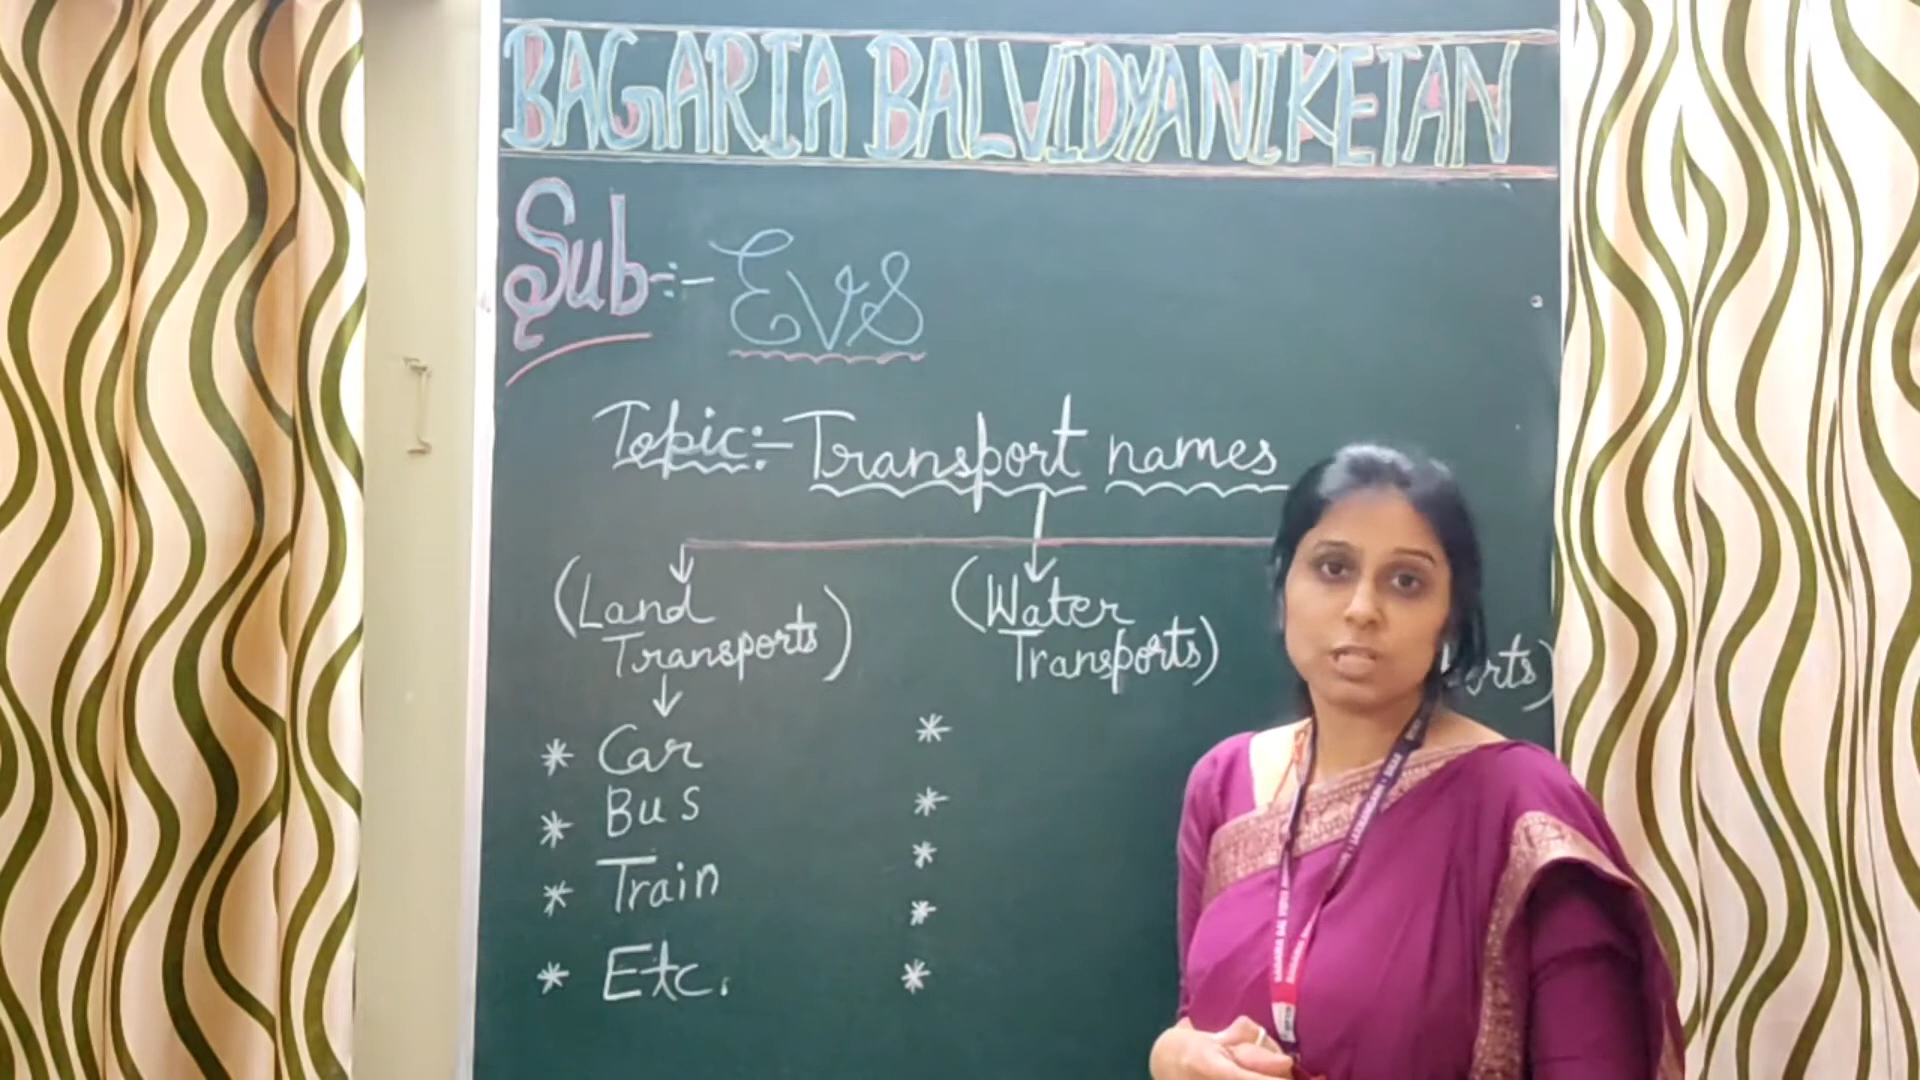 BAGARIA BALVIDYANIKETAN
Sub:- EVS
Topic:- Transport names
(Land Transports)
(Water Transports)
* Car
* Bus
* Train
* Etc.
*
*
*
*
*